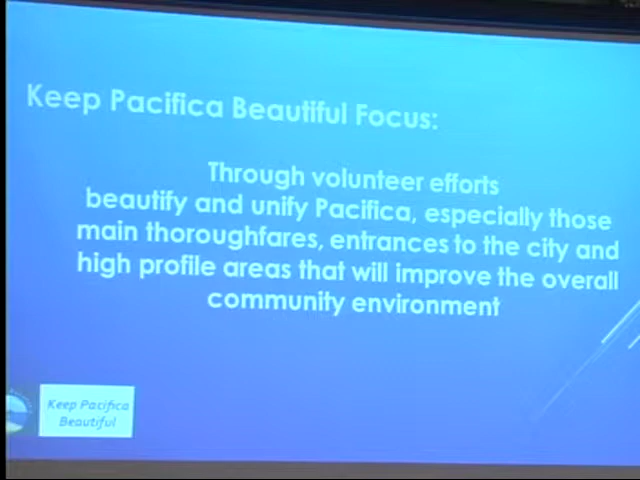 Keep Pacifica Beautiful Focus:
Through volunteer efforts
beautify and unify Pacifica, especially those
main thoroughfares, entrances to the city and
high profile areas that will improve the overall
community environment
Keep Pacifica
Beautiful